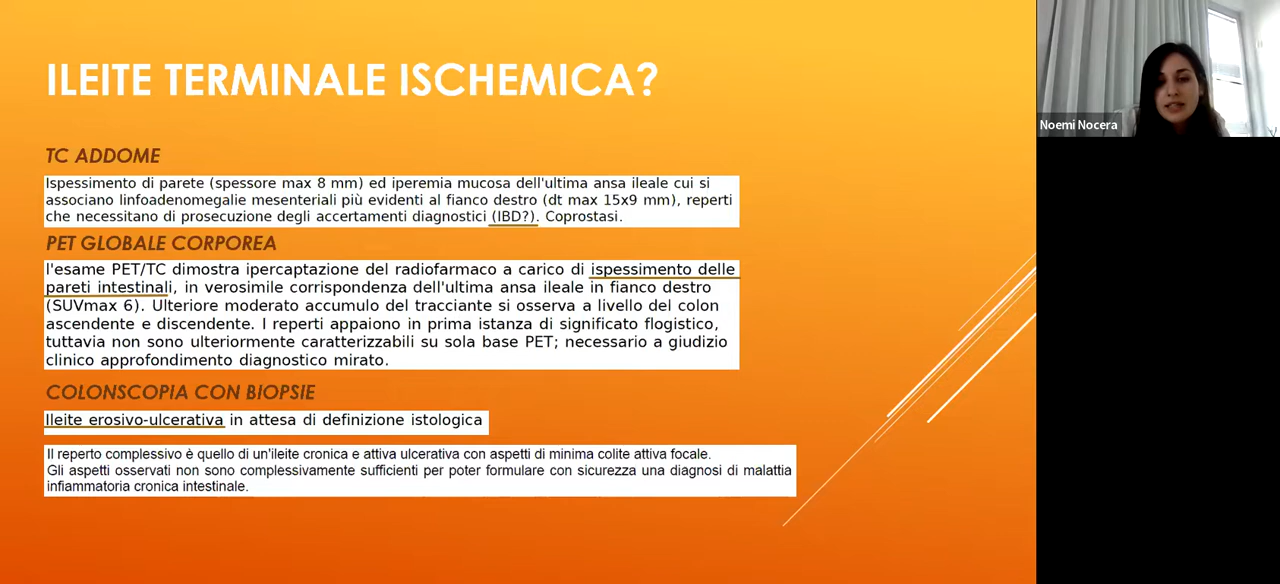 ILEITE TERMINALE ISCHEMICA?
TC ADDOME
Ispessimento di parete (spessore max 8 mm) ed iperemia mucosa dell'ultima ansa ileale cui si
associano linfoadenomegalie mesenteriali più evidenti al fianco destro (dt max 15x9 mm), reperti
che necessitano di prosecuzione degli accertamenti diagnostici (IBD?). Coprostasi.
PET GLOBALE CORPOREA
l'esame PET/TC dimostra ipercaptazione del radiofarmaco a carico di ispessimento delle
pareti intestinali, in verosimile corrispondenza dell'ultima ansa ileale in fianco destro
(SUVmax 6). Ulteriore moderato accumulo del tracciante si osserva a livello del colon
ascendente e discendente. I reperti appaiono in prima istanza di significato flogistico,
tuttavia non sono ulteriormente caratterizzabili su sola base PET; necessario a giudizio
clinico approfondimento diagnostico mirato.
COLONSCOPIA CON BIOPSIE
Ileite erosivo-ulcerativa in attesa di definizione istologica
Il reperto complessivo è quello di un'ileite cronica e attiva ulcerativa con aspetti di minima colite attiva focale.
Gli aspetti osservati non sono complessivamente sufficienti per poter formulare con sicurezza una diagnosi di malattia
infiammatoria cronica intestinale.
Noemi Nocera